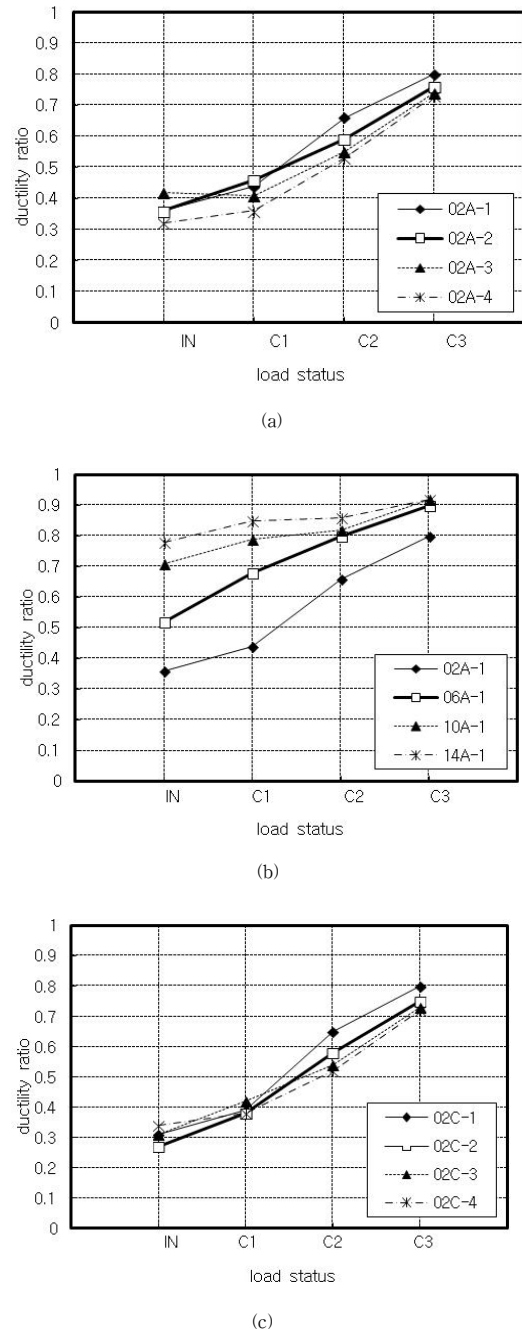 1
0.9
0.8
0.7
0.6
0.5
0.4
0.3
0.2
0.1
0
ductility ratio
02A-1
02A-2
02A-3
02A-4
IN C1 C2 C3
load status
(a)
1
0.9
0.8
0.7
0.6
0.5
0.4
0.3
0.2
0.1
0
ductility ratio
02A-1
06A-1
10A-1
14A-1
IN C1 C2 C3
load status
(b)
1
0.9
0.8
0.7
0.6
0.5
0.4
0.3
0.2
0.1
0
ductility ratio
02C-1
02C-2
02C-3
02C-4
IN C1 C2 C3
load status
(c)